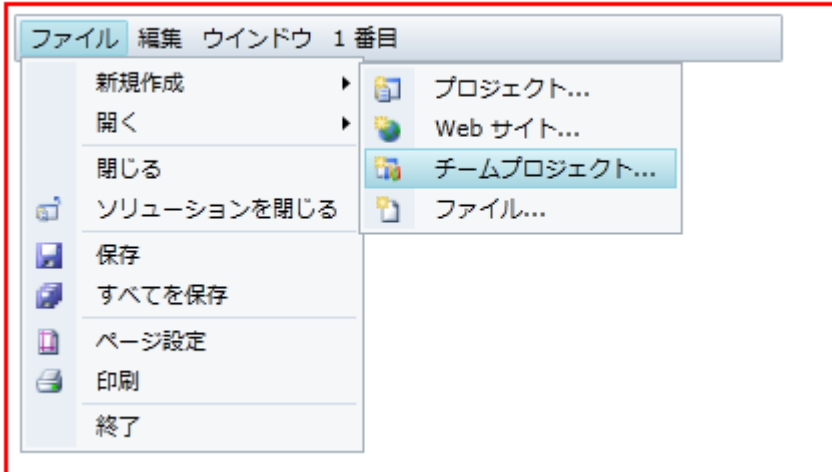 ファイル 編集 ウインドウ 1 番目
新規作成
開く
閉じる
ソリューションを閉じる
保存
すべてを保存
ページ設定
印刷
終了
プロジェクト...
Web サイト...
チームプロジェクト...
ファイル...